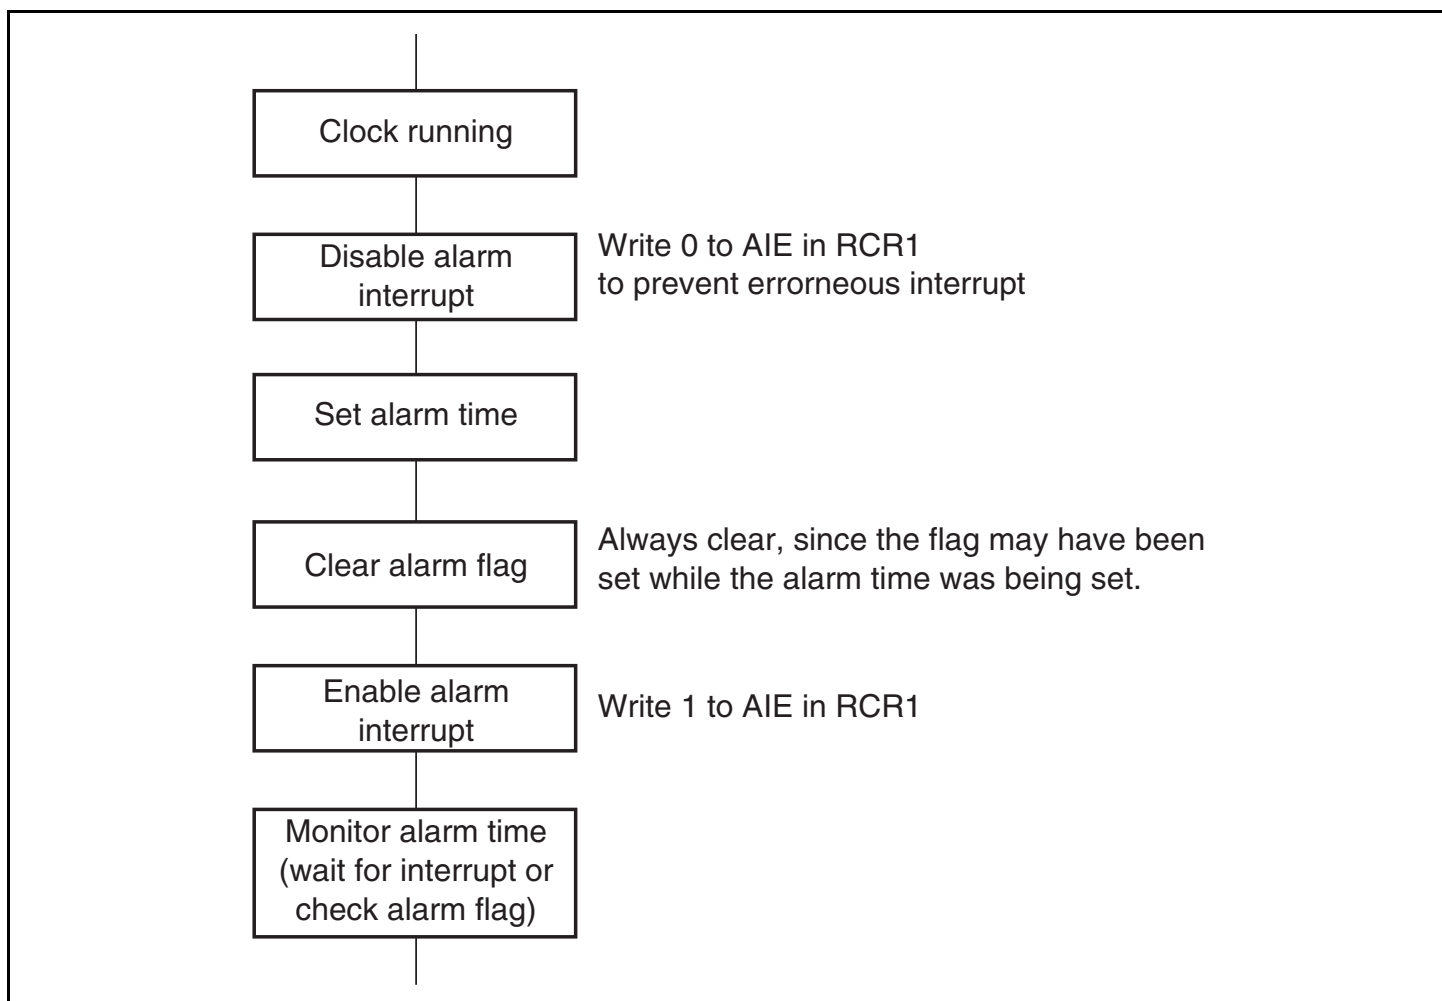 Clock running
Disable alarm
interrupt
Write 0 to AIE in RCR1
to prevent errorneous interrupt
Set alarm time
Clear alarm flag
Always clear, since the flag may have been
set while the alarm time was being set.
Enable alarm
interrupt
Write 1 to AIE in RCR1
Monitor alarm time
(wait for interrupt or
check alarm flag)